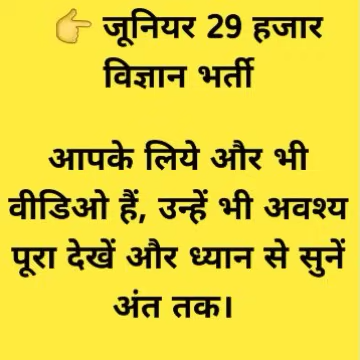 👉 जूनियर 29 हजार
विज्ञान भर्ती
आपके लिये और भी
वीडिओ हैं, उन्हें भी अवश्य
पूरा देखें और ध्यान से सुनें
अंत तक।